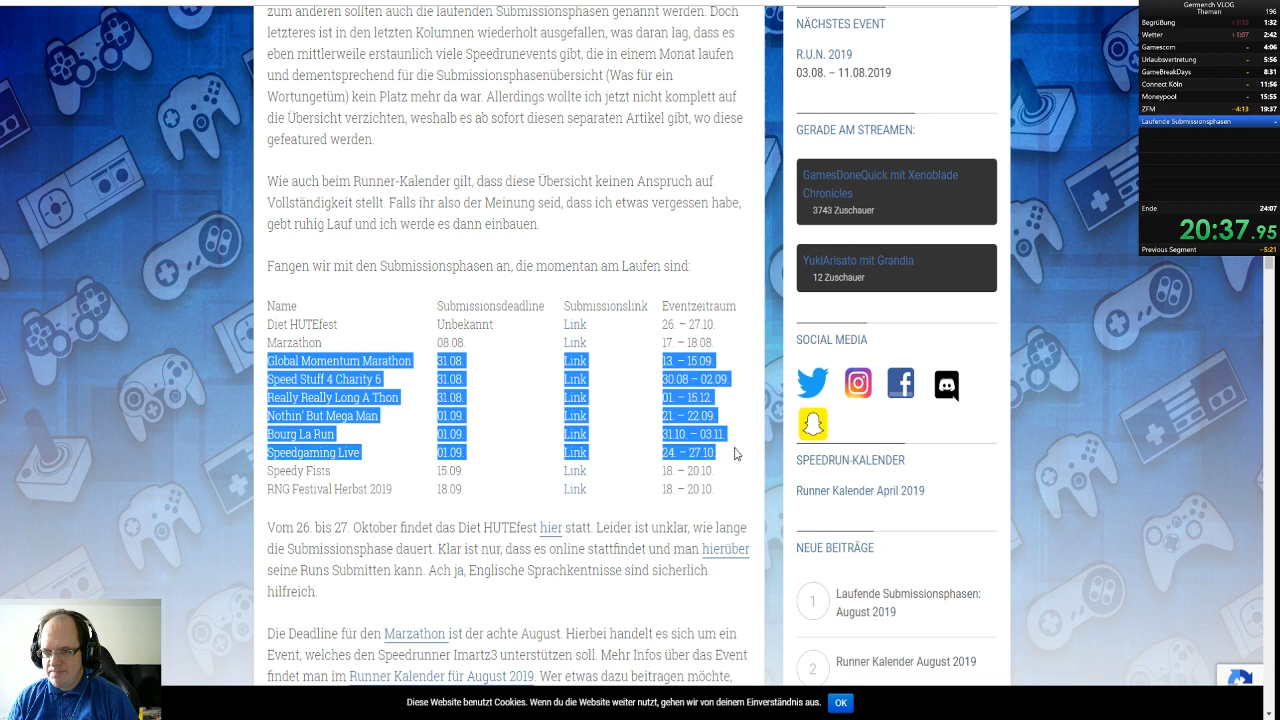 zum anderen sollten auch die laufenden Submissionsphasen genannt werden. Doch
letzteres ist in den letzten Kolumnen wiederholt ausgefallen, was daran lag, dass es
eben mittlerweile erstaunlich viele Speedrunevents gibt, die in einem Monat laufen
und dementsprechend für die Submissionsphasenübersicht (Was für ein
Wortungetüm) kein Platz mehr da war. Allerdings wollte ich jetzt nicht komplett auf
die Übersicht verzichten, weshalb es ab sofort diesen separaten Artikel gibt, wo diese
gefeatured werden.
Wie auch beim Runner-Kalender gilt, dass diese Übersicht keinen Anspruch auf
Vollständigkeit stellt. Falls ihr also der Meinung seid, dass ich etwas vergessen habe,
gebt ruhig Lauf und ich werde es dann einbauen.
Fangen wir mit den Submissionsphasen an, die momentan am Laufen sind:
Name Submissionsdeadline Submissionslink Eventzeitraum
Diet HUTEfest Unbekannt Link 26. – 27.10.
Marzathon 08.08. Link 17. – 18.08.
Global Momentum Marathon 31.08. Link 13. – 15.09.
Speed Stuff 4 Charity 6 31.08. Link 30.08 – 02.09.
Really Really Long A Thon 31.08. Link 01. – 15.12.
Nothin' But Mega Man 01.09. Link 21. – 22.09.
Bourg La Run 01.09. Link 31.10. – 03.11.
Speedgaming Live 01.09. Link 24. – 27.10.
Speedy Fists 15.09. Link 18. – 20.10.
RNG Festival Herbst 2019 18.09. Link 18. – 20.10.
Vom 26. bis 27. Oktober findet das Diet HUTEfest hier statt. Leider ist unklar, wie lange
die Submissionsphase dauert. Klar ist nur, dass es online stattfindet und man hierüber
seine Runs Submitten kann. Ach ja, Englische Sprachkentnisse sind sicherlich
hilfreich.
Die Deadline für den Marzathon ist der achte August. Hierbei handelt es sich um ein
Event, welches den Speedrunner Imartz3 unterstützen soll. Mehr Infos über das Event
findet man im Runner Kalender für August 2019. Wer etwas dazu beitragen möchte,
NÄCHSTES EVENT
R.U.N. 2019
03.08. – 11.08.2019
GERADE AM STREAMEN:
GamesDoneQuick mit Xenoblade
Chronicles
3743 Zuschauer
YukiArisato mit Grandia
12 Zuschauer
SOCIAL MEDIA
SPEEDRUN-KALENDER
Runner Kalender April 2019
NEUE BEITRÄGE
1 Laufende Submissionsphasen:
August 2019
2 Runner Kalender August 2019
Germench VLOG
Themen 196
Begrüßung +1:53 1:32
Wetter +1:07 2:42
Gamescom - 4:06
Urlaubsvertretung - 5:56
GameBreakDays - 8:31
Connect Köln - 11:56
Moneypool - 15:55
ZFM −4:13 19:37
Laufende Submissionsphasen -
Ende 24:07
20:37.95
Previous Segment −5:21
Diese Website benutzt Cookies. Wenn du die Website weiter nutzt, gehen wir von deinem Einverständnis aus. OK